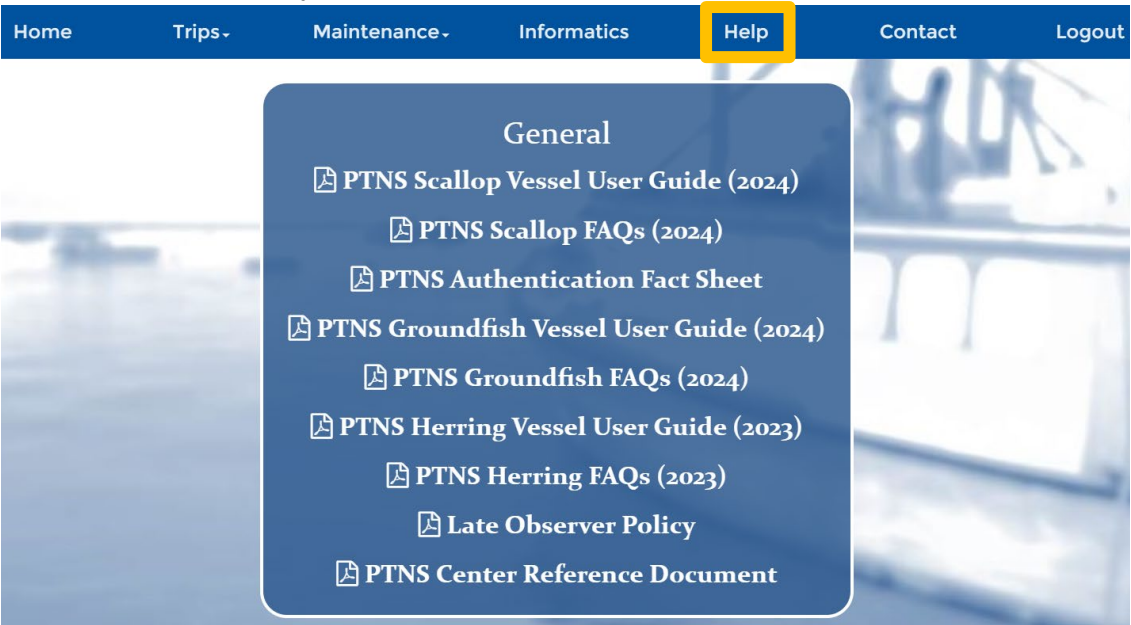 Home Trips Maintenance Informatics Help Contact Logout
General
PTNS Scallop Vessel User Guide (2024)
PTNS Scallop FAQs (2024)
PTNS Authentication Fact Sheet
PTNS Groundfish Vessel User Guide (2024)
PTNS Groundfish FAQs (2024)
PTNS Herring Vessel User Guide (2023)
PTNS Herring FAQs (2023)
Late Observer Policy
PTNS Center Reference Document